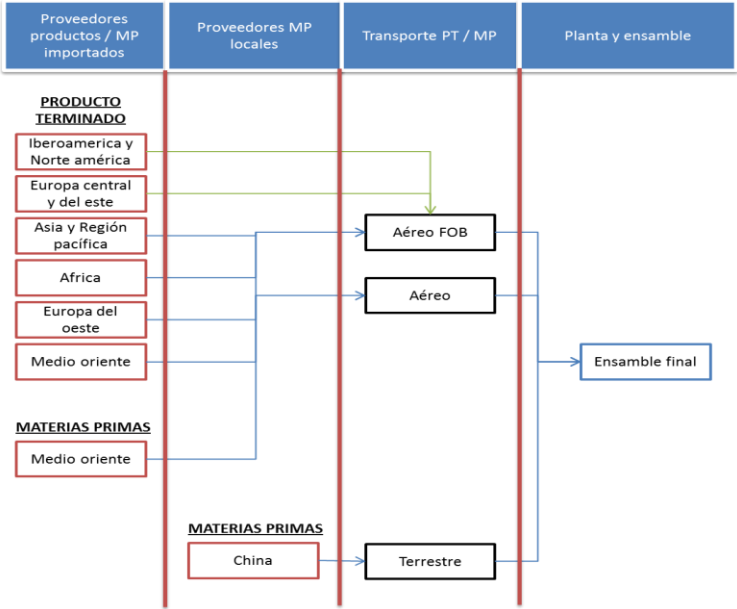 Proveedores
productos / MP
importados
Proveedores MP
locales
Transporte PT / MP
Planta y ensamble
PRODUCTO
TERMINADO
Iberoamerica y
Norte américa
Europa central
y del este
Asia y Región
pacífica
Africa
Europa del
oeste
Medio oriente
Aéreo FOB
Aéreo
Ensamble final
MATERIAS PRIMAS
Medio oriente
MATERIAS PRIMAS
China
Terrestre